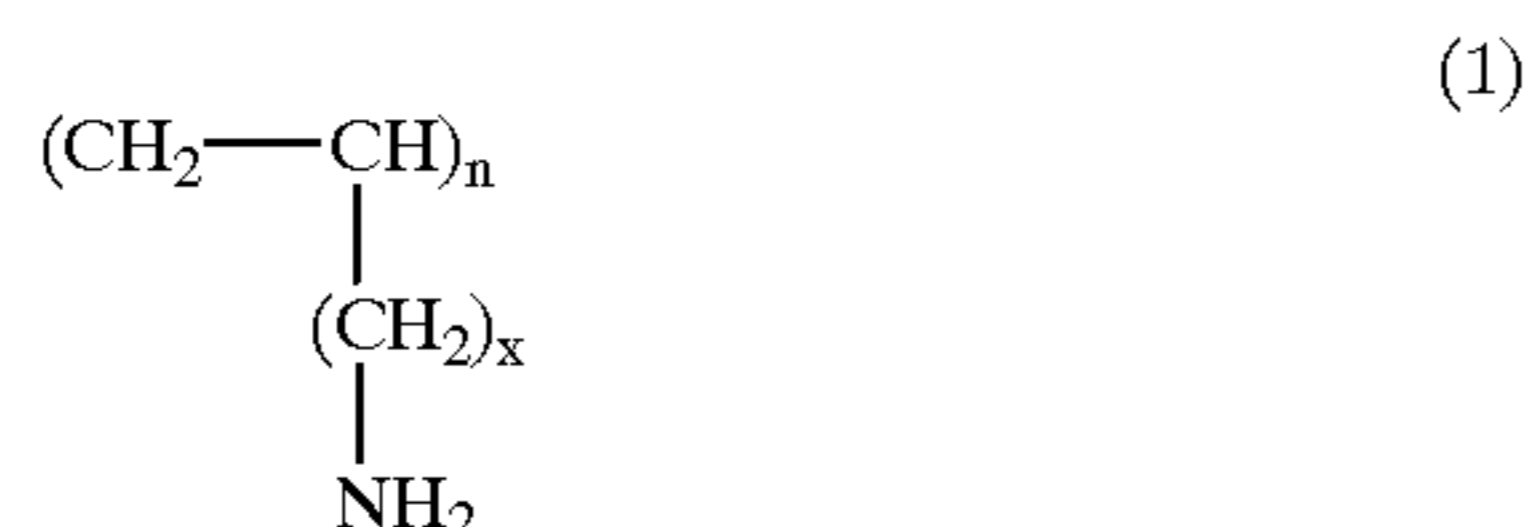 (1)
(CH₂—CH)ₙ
(CH₂)ₓ
NH₂